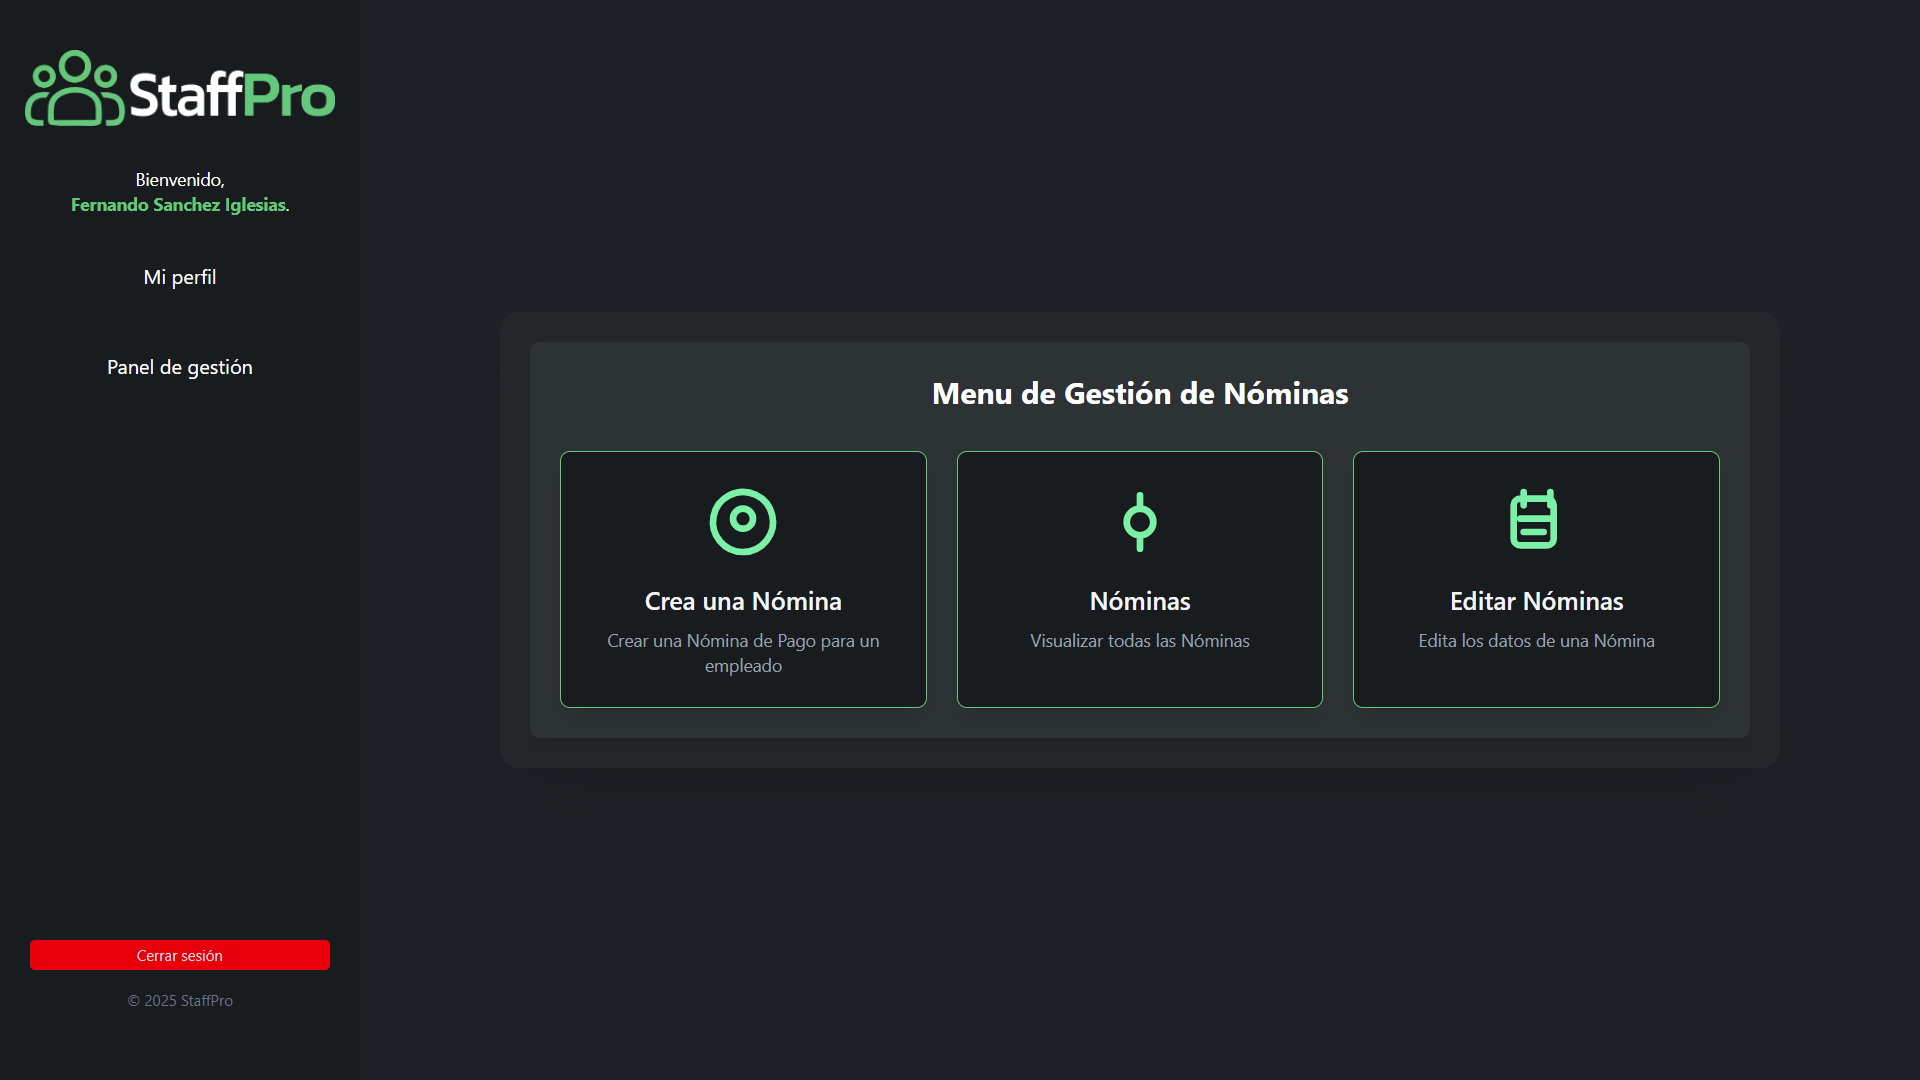 StaffPro
Bienvenido,
Fernando Sanchez Iglesias.
Mi perfil
Panel de gestión
Cerrar sesión
© 2025 StaffPro
Menu de Gestión de Nóminas
Crea una Nómina
Crear una Nómina de Pago para un
empleado
Nóminas
Visualizar todas las Nóminas
Editar Nóminas
Edita los datos de una Nómina